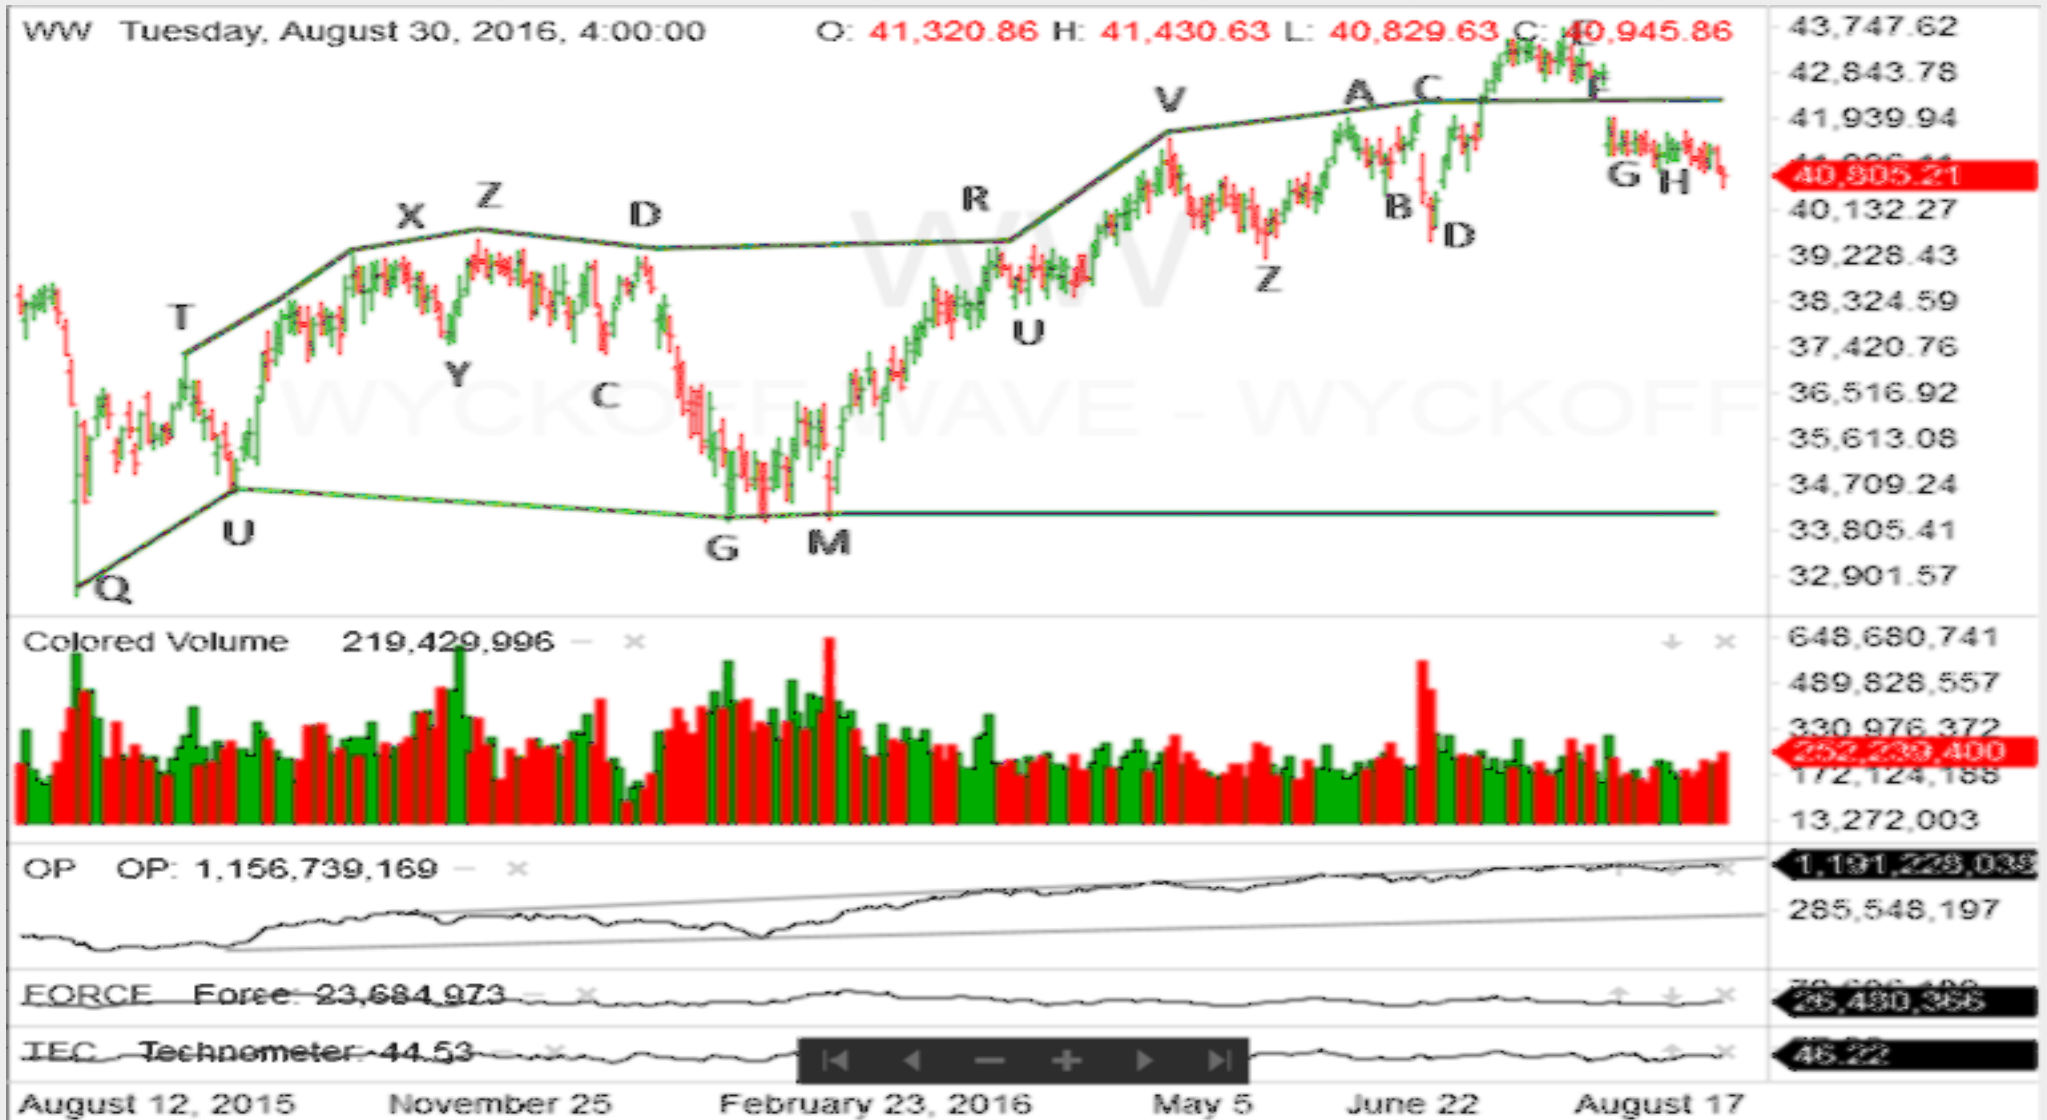 WW Tuesday, August 30, 2016, 4:00:00 O: 41,320.86 H: 41,430.63 L: 40,829.63 C: 40,945.86
43,747.62
42,843.78
41,939.94
40,805.21
40,132.27
39,228.43
38,324.59
37,420.76
36,516.92
35,613.08
34,709.24
33,805.41
32,901.57
E
V A C
F
X Z D R
G H
B D
T
Z
U
Y
C
U
G M
Q
WW
WYCKOFF WAVE - WYCKOFF
Colored Volume 219,429,996
648,680,741
489,828,557
330,976,372
252,239,400
172,124,188
13,272,003
OP OP: 1,156,739,169
1,191,228,038
285,548,197
FORCE Force: 23,684,973
26,480,366
TEC Technometer: 44.53
46.22
August 12, 2015 November 25 February 23, 2016 May 5 June 22 August 17